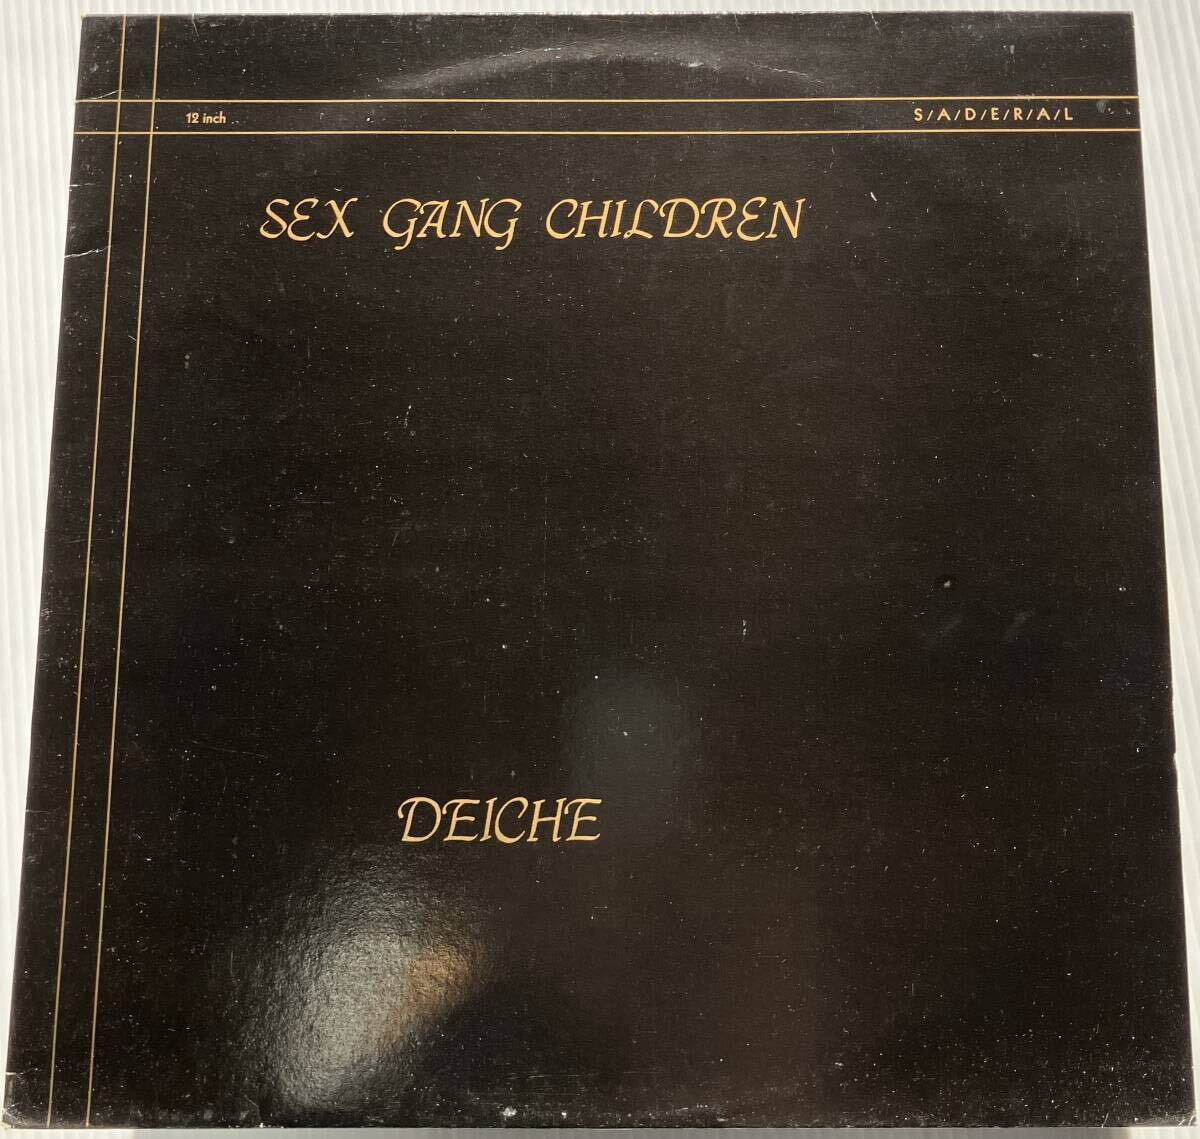 12 inch S/A/D/E/R/A/L
SEX GANG CHILDREN
DEICHE